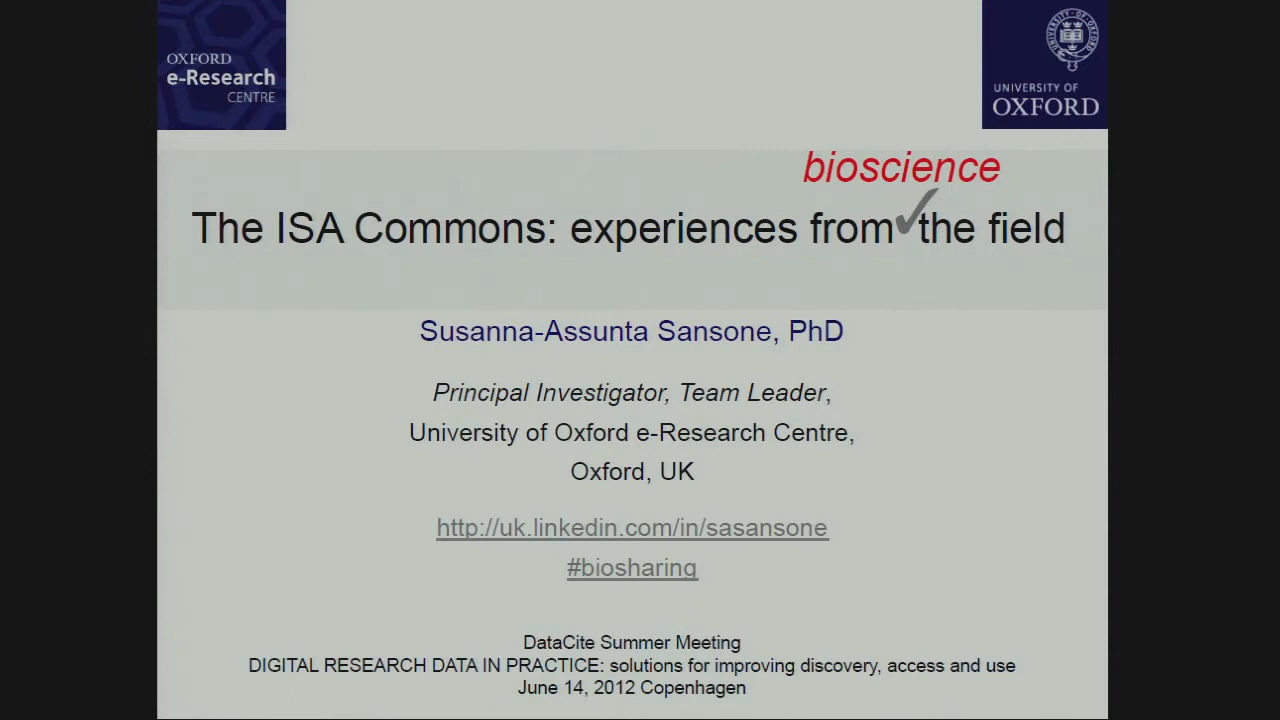 OXFORD
e-Research
CENTRE
UNIVERSITY OF
OXFORD
bioscience
The ISA Commons: experiences from ✓ the field
Susanna-Assunta Sansone, PhD
Principal Investigator, Team Leader,
University of Oxford e-Research Centre,
Oxford, UK
http://uk.linkedin.com/in/sasansone
#biosharing
DataCite Summer Meeting
DIGITAL RESEARCH DATA IN PRACTICE: solutions for improving discovery, access and use
June 14, 2012 Copenhagen